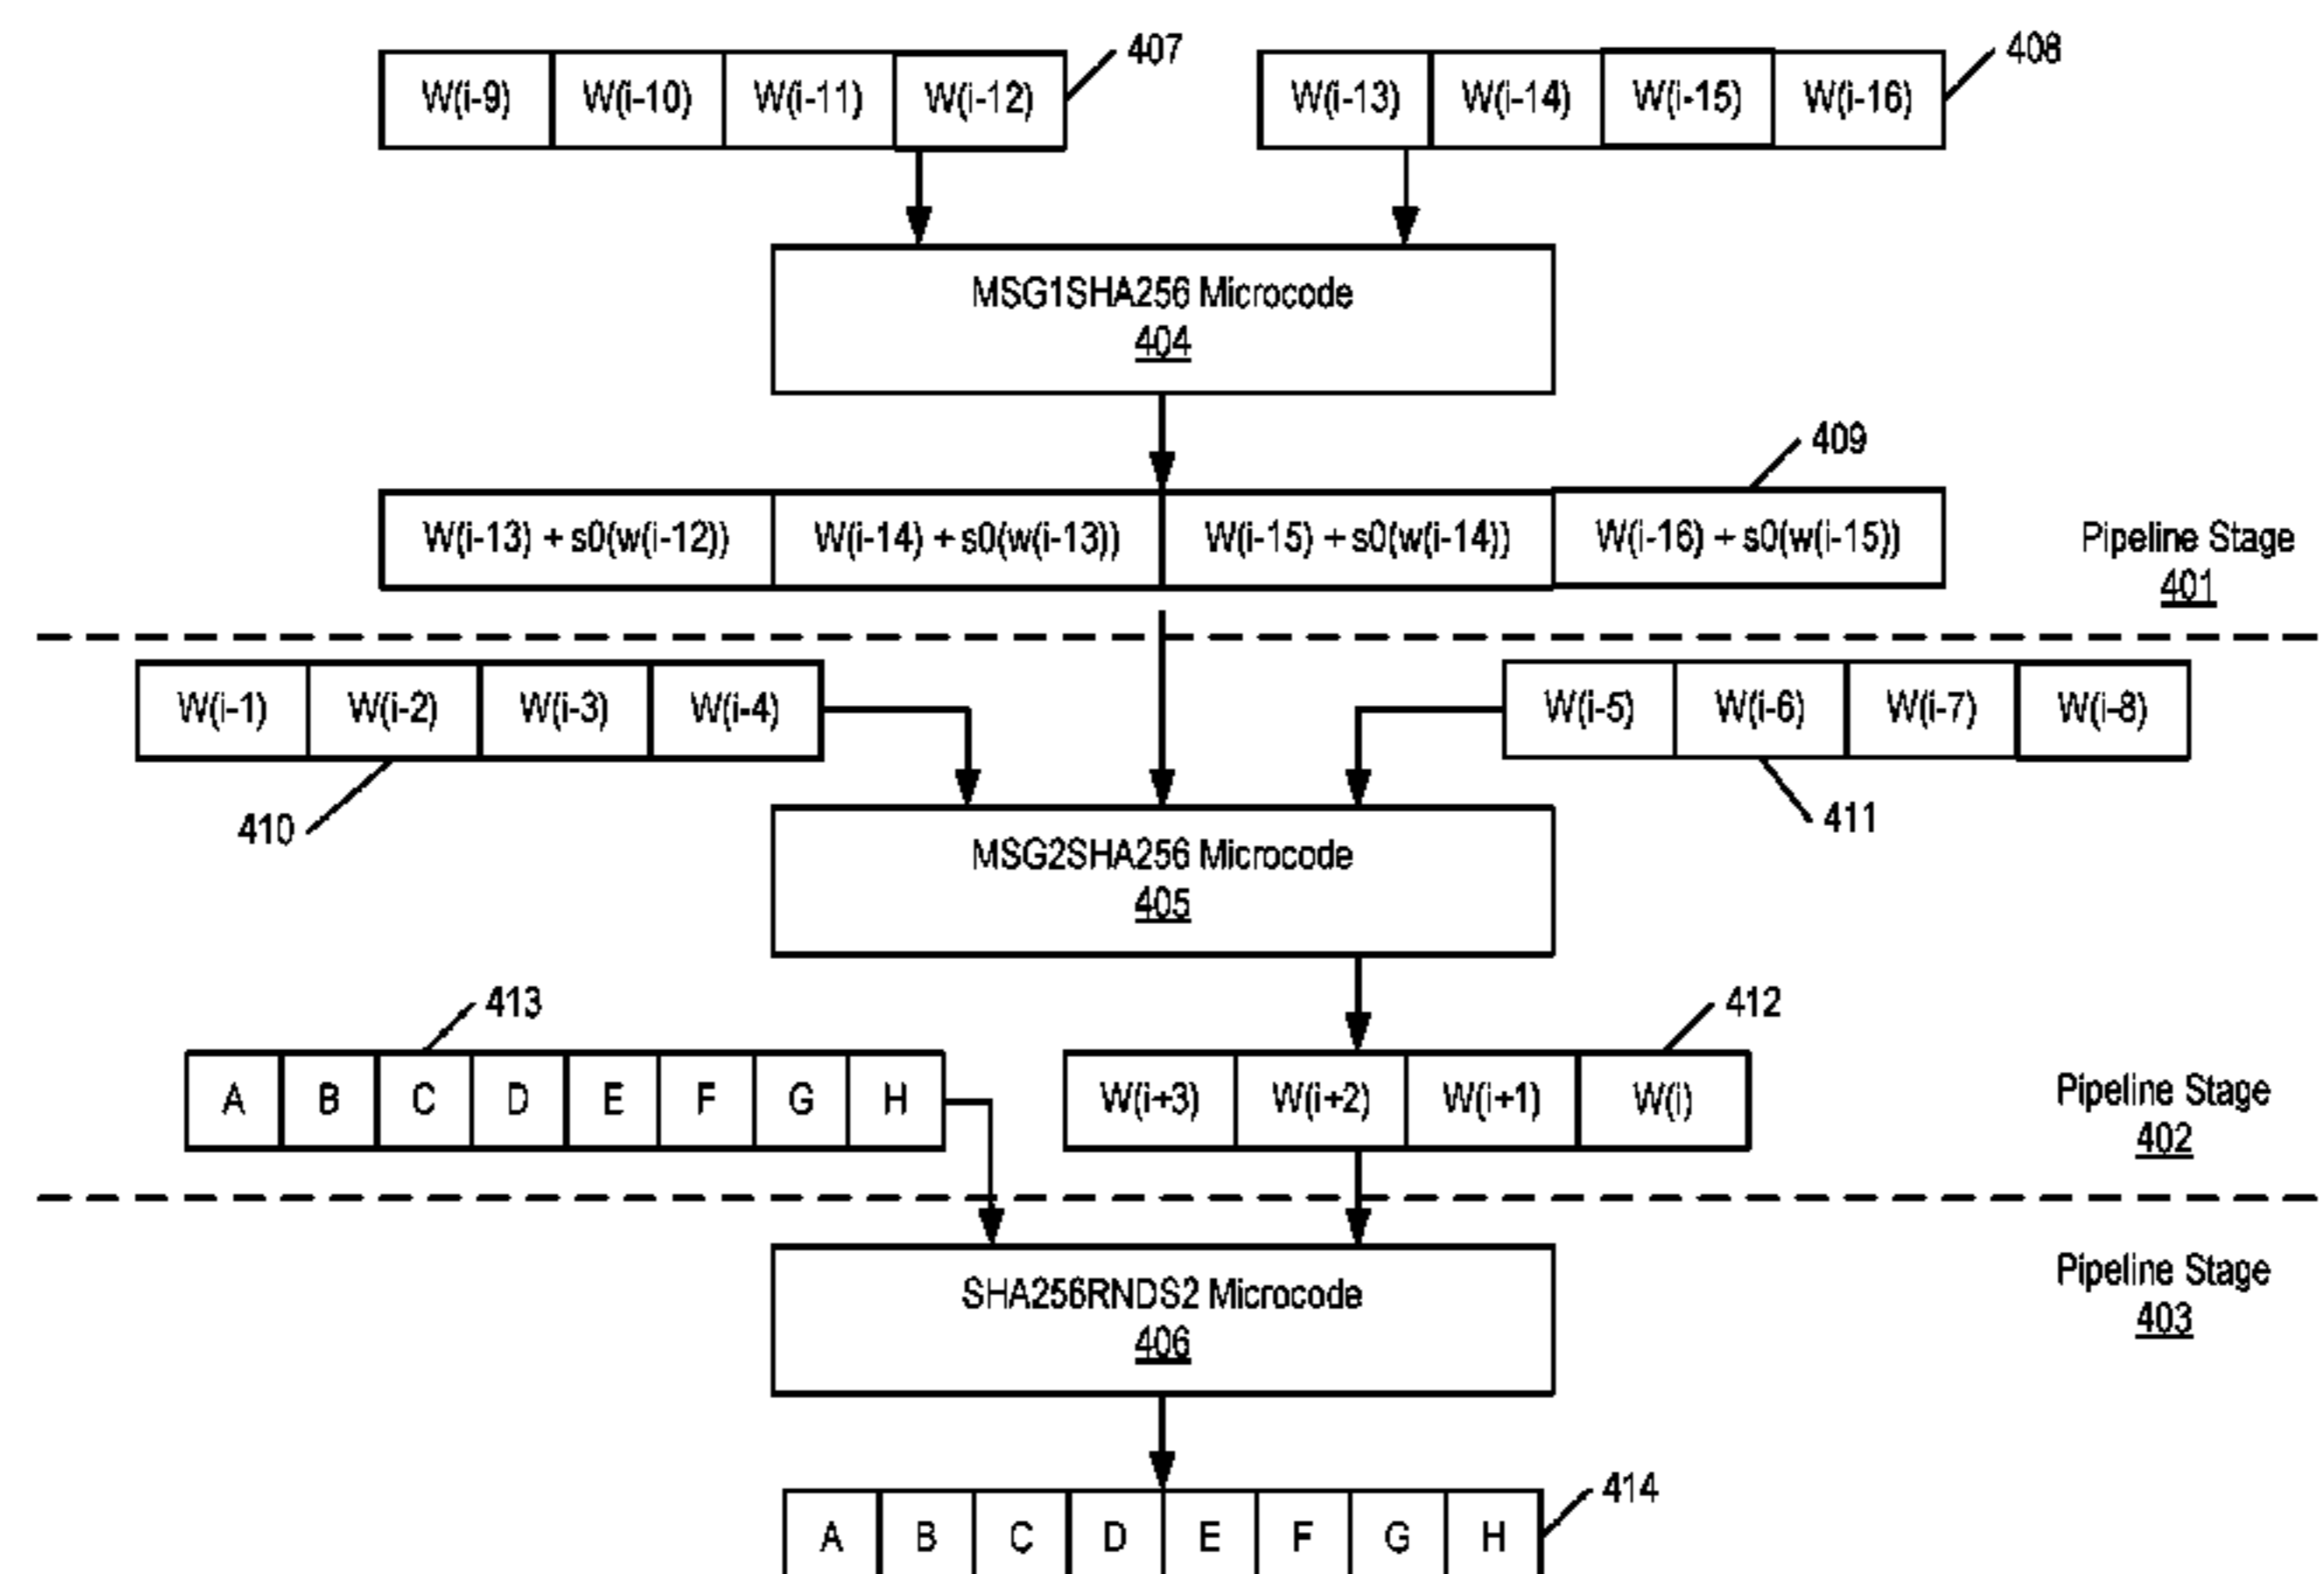 407
408
W(i-9) W(i-10) W(i-11) W(i-12)
W(i-13) W(i-14) W(i-15) W(i-16)
MSG1SHA256 Microcode
404
409
W(i-13) + s0(w(i-12)) W(i-14) + s0(w(i-13)) W(i-15) + s0(w(i-14)) W(i-16) + s0(w(i-15))
Pipeline Stage
401
W(i-1) W(i-2) W(i-3) W(i-4)
W(i-5) W(i-6) W(i-7) W(i-8)
410
411
MSG2SHA256 Microcode
405
413
412
A B C D E F G H
W(i+3) W(i+2) W(i+1) W(i)
Pipeline Stage
402
SHA256RNDS2 Microcode
406
Pipeline Stage
403
414
A B C D E F G H